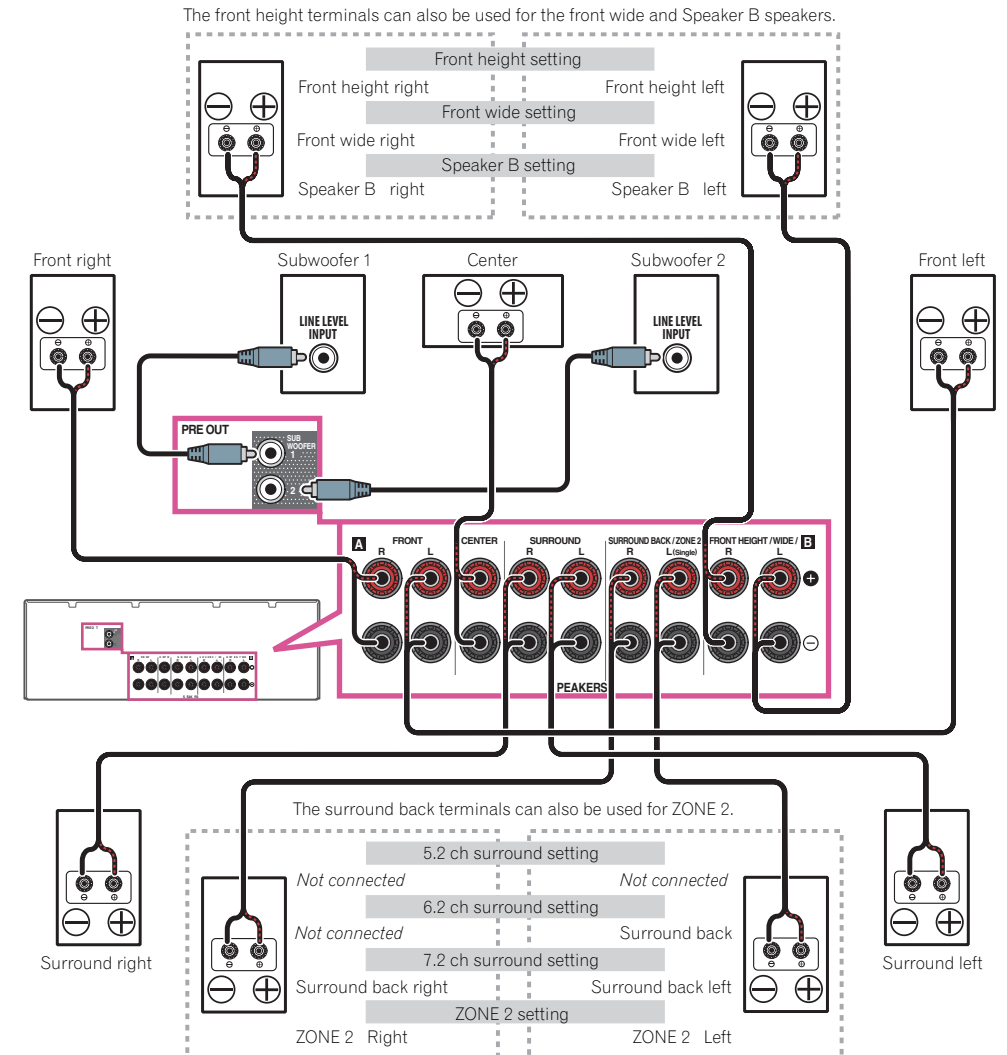 The front height terminals can also be used for the front wide and Speaker B speakers.
Front height setting
Front height right
Front height left
Front wide setting
Front wide right
Front wide left
Speaker B setting
Speaker B right
Speaker B left
Front right
Subwoofer 1
Center
Subwoofer 2
Front left
LINE LEVEL
INPUT
LINE LEVEL
INPUT
PRE OUT
SUB
WOOFER
1
2
A
FRONT
R
L
CENTER
SURROUND
R
L
SURROUND BACK / ZONE 2
R
L (Single)
FRONT HEIGHT / WIDE /
B
R
L
PEAKERS
The surround back terminals can also be used for ZONE 2.
5.2 ch surround setting
Not connected
Not connected
6.2 ch surround setting
Not connected
Surround back
7.2 ch surround setting
Surround back right
Surround back left
ZONE 2 setting
ZONE 2 Right
ZONE 2 Left
Surround right
Surround left